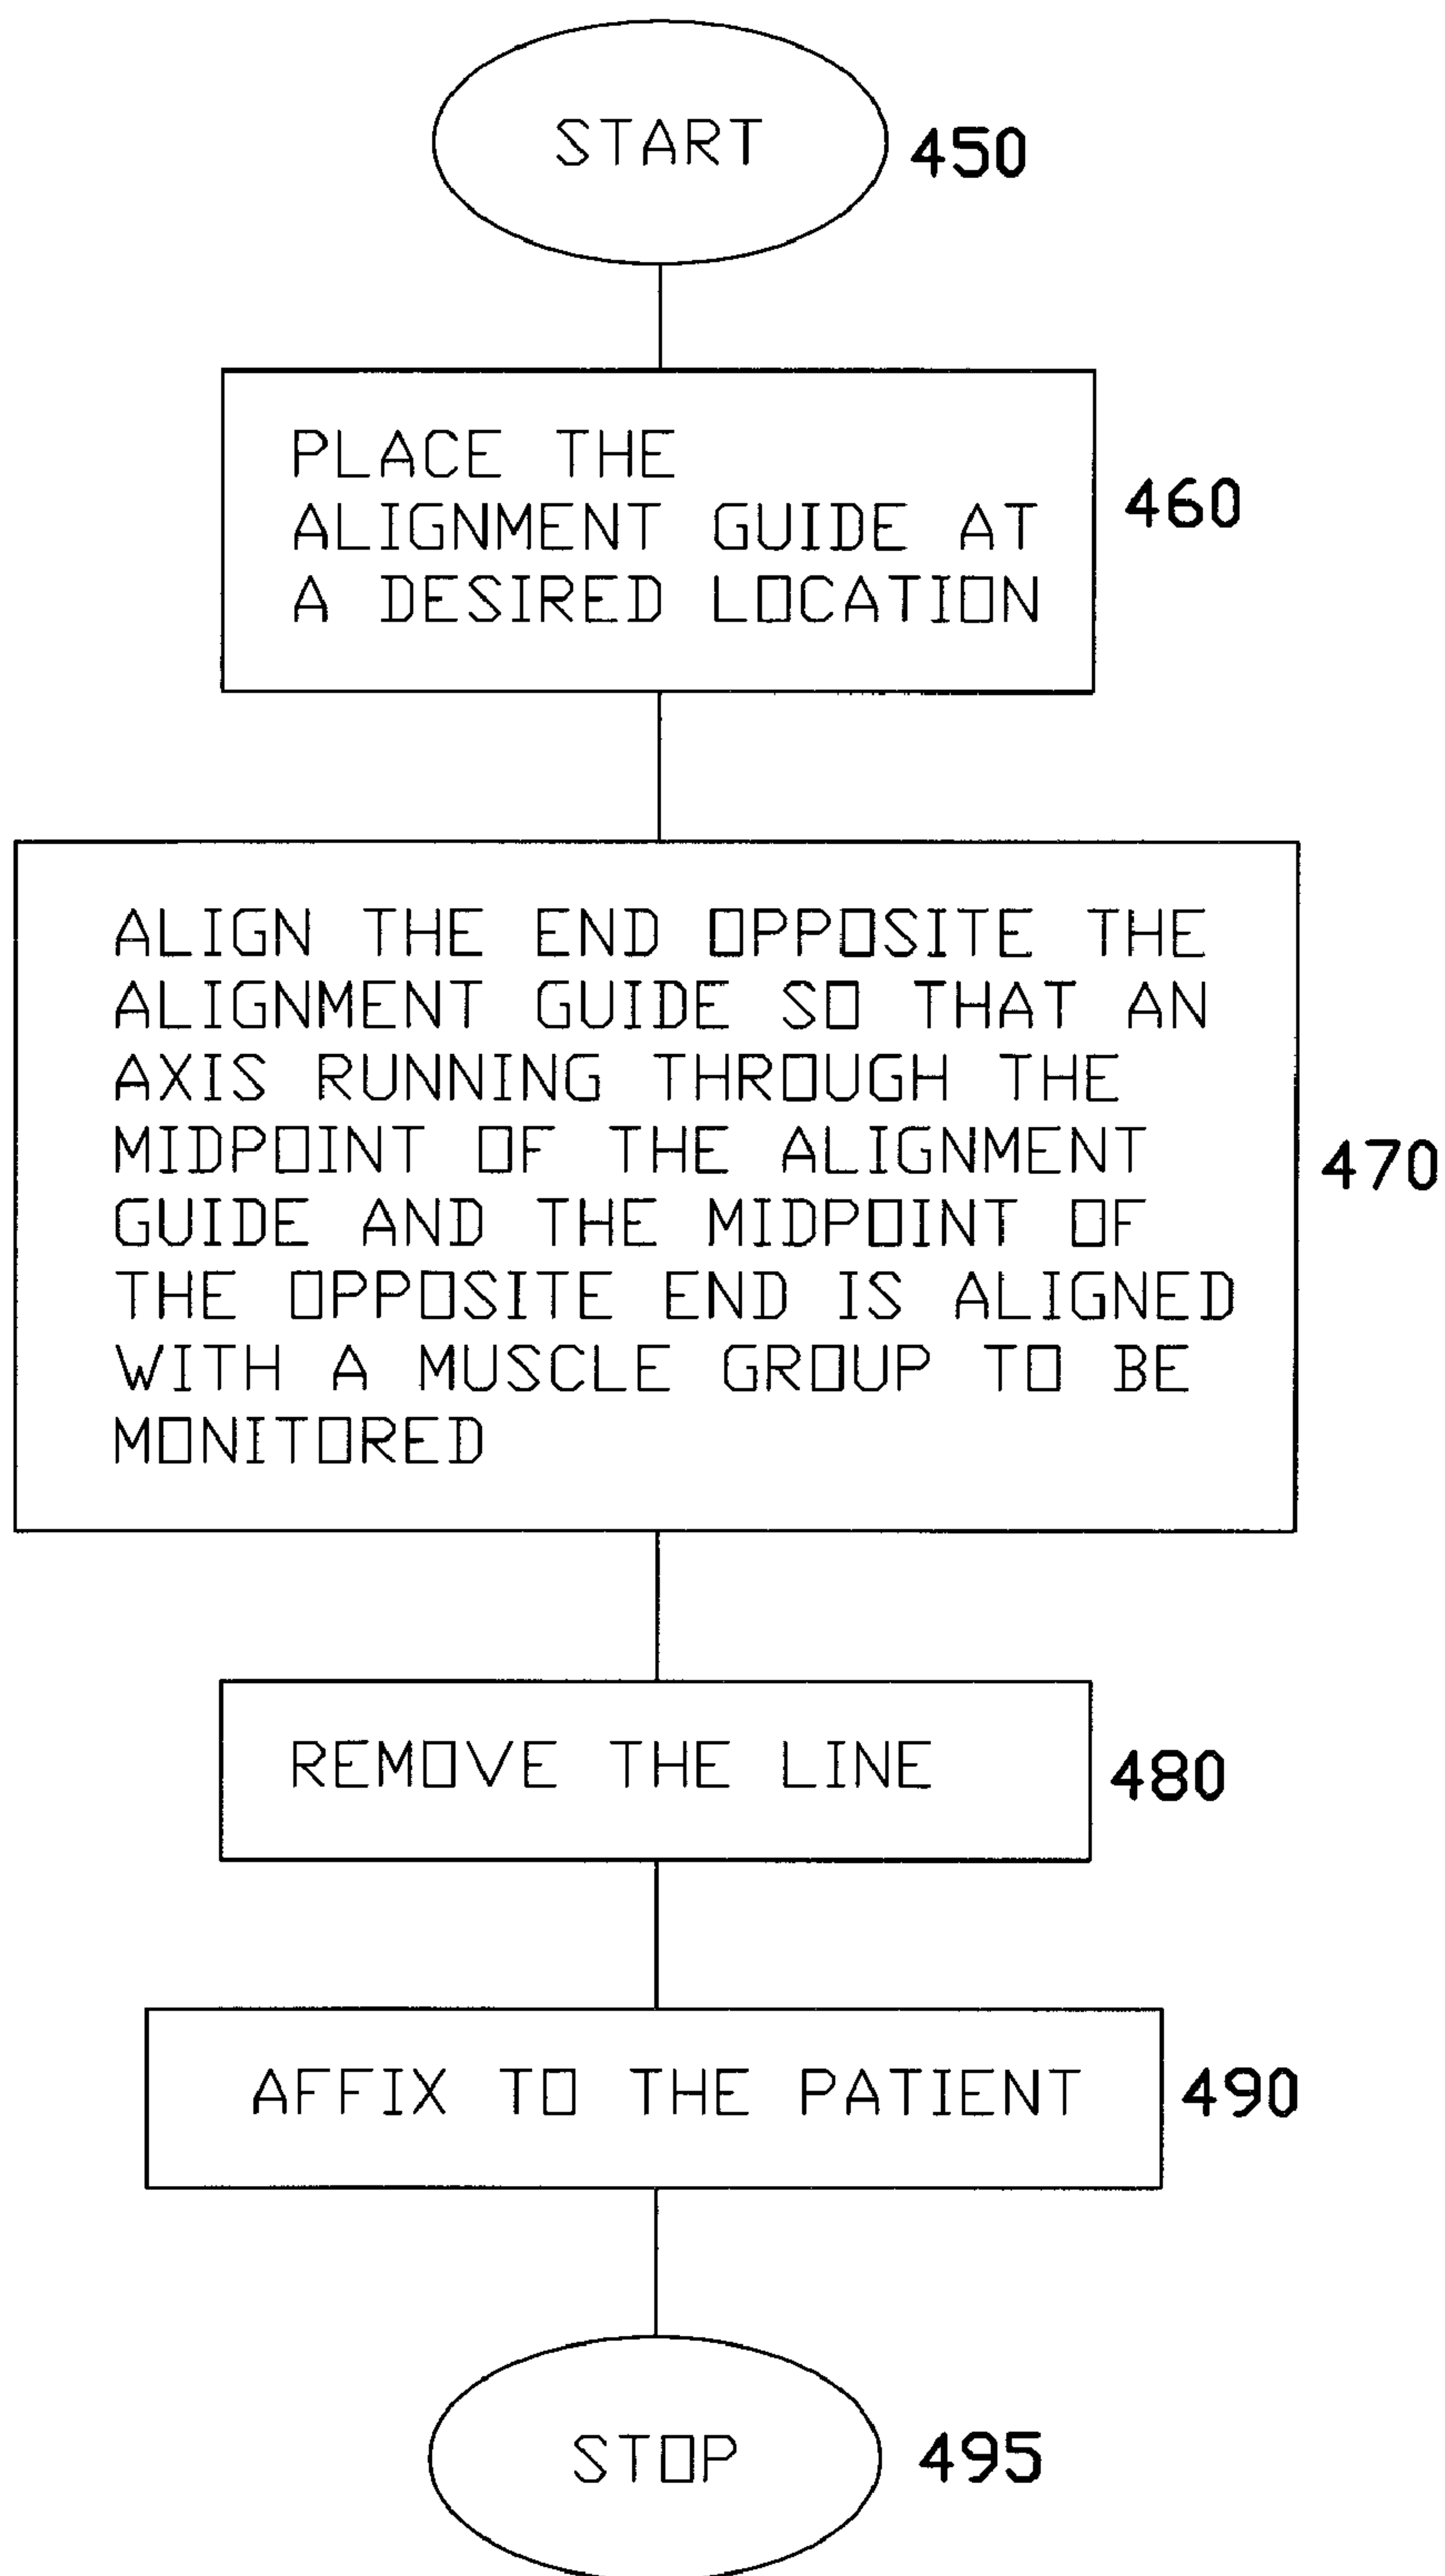 START
450
PLACE THE
ALIGNMENT GUIDE AT
A DESIRED LOCATION
460
ALIGN THE END OPPOSITE THE
ALIGNMENT GUIDE SO THAT AN
AXIS RUNNING THROUGH THE
MIDPOINT OF THE ALIGNMENT
GUIDE AND THE MIDPOINT OF
THE OPPOSITE END IS ALIGNED
WITH A MUSCLE GROUP TO BE
MONITORED
470
REMOVE THE LINE
480
AFFIX TO THE PATIENT
490
STOP
495